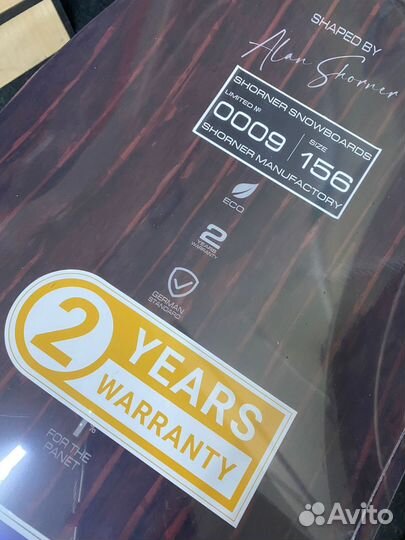 SHAPED BY
Alan Shorner
SHORNER SNOWBOARDS
LIMITED №
0009
SIZE
156
SHORNER MANUFACTORY
ECO
2
YEARS
WARRANTY
GERMAN
STANDARD
2 YEARS
WARRANTY
%
FOR THE
PANET
Avito